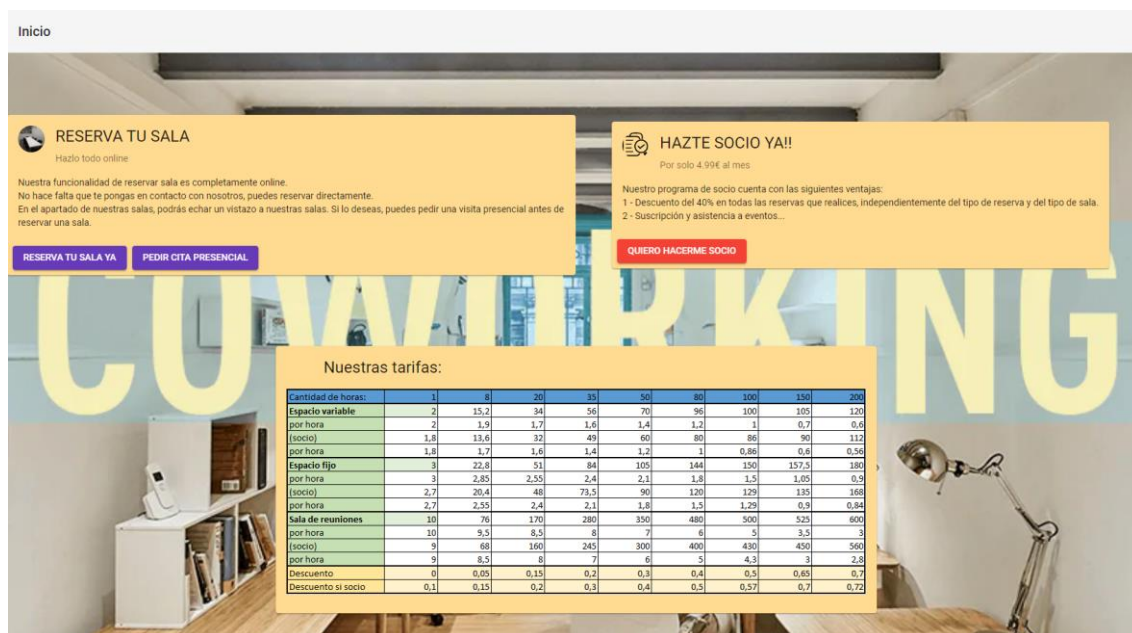 Inicio
RESERVA TU SALA
Hazlo todo online
Nuestra funcionalidad de reservar sala es completamente online.
No hace falta que te pongas en contacto con nosotros, puedes reservar directamente.
En el apartado de nuestras salas, podrás echar un vistazo a nuestras salas. Si lo deseas, puedes pedir una visita presencial antes de
reservar una sala.
RESERVA TU SALA YA PEDIR CITA PRESENCIAL
HAZTE SOCIO YA!!
Por solo 4.99€ al mes
Nuestro programa de socio cuenta con las siguientes ventajas:
1 - Descuento del 40% en todas las reservas que realices, independientemente del tipo de reserva y del tipo de sala.
2 - Suscripción y asistencia a eventos...
QUIERO HACERME SOCIO
COWORKING
Nuestras tarifas:
Cantidad de horas: 1 8 20 35 50 80 100 150 200
Espacio variable 2 15,2 34 56 70 96 100 105 120
por hora 2 1,9 1,7 1,6 1,4 1,2 1 0,7 0,6
(socio) 1,8 13,6 32 49 60 80 86 90 112
por hora 1,8 1,7 1,6 1,4 1,2 1 0,86 0,6 0,56
Espacio fijo 3 22,8 51 84 105 144 150 157,5 180
por hora 3 2,85 2,55 2,4 2,1 1,8 1,5 1,05 0,9
(socio) 2,7 20,4 48 73,5 90 120 129 135 168
por hora 2,7 2,55 2,4 2,1 1,8 1,5 1,29 0,9 0,84
Sala de reuniones 10 76 170 280 350 480 500 525 600
por hora 10 9,5 8,5 8 7 6 5 3,5 3
(socio) 9 68 160 245 300 400 430 450 560
por hora 9 8,5 8 7 6 5 4,3 3 2,8
Descuento 0 0,05 0,15 0,2 0,3 0,4 0,5 0,65 0,7
Descuento si socio 0,1 0,15 0,2 0,3 0,4 0,5 0,57 0,7 0,72